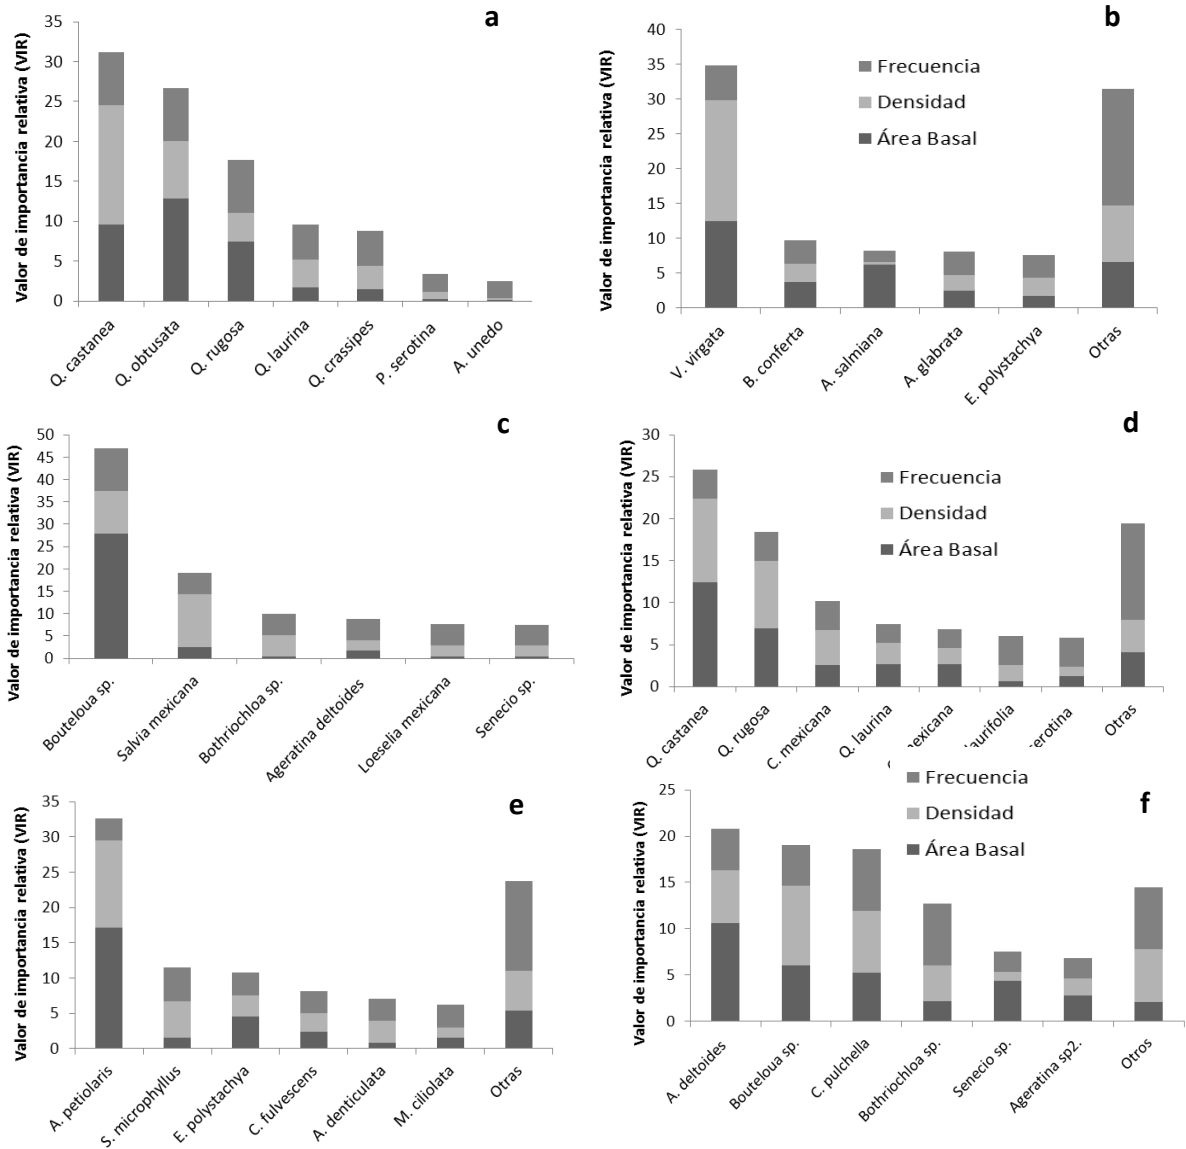 a
Valor de importancia relativa (VIR)
35
30
25
20
15
10
5
0
Q. castanea
Q. obtusata
Q. rugosa
Q. laurina
Q. crassipes
P. serotina
A. unedo
b
Valor de importancia relativa (VIR)
40
35
30
25
20
15
10
5
0
Frecuencia
Densidad
Área Basal
V. virgata
B. conferta
A. salmiana
A. glabrata
E. polystachya
Otras
c
Valor de importancia relativa (VIR)
50
45
40
35
30
25
20
15
10
5
0
Bouteloua sp.
Salvia mexicana
Bothriochloa sp.
Ageratina deltoides
Loeselia mexicana
Senecio sp.
d
Valor de importancia relativa (VIR)
30
25
20
15
10
5
0
Frecuencia
Densidad
Área Basal
Q. castanea
Q. rugosa
C. mexicana
Q. laurina
mexicana
laurifolia
serotina
Otras
e
Valor de importancia relativa (VIR)
35
30
25
20
15
10
5
0
A. petiolaris
S. microphyllus
E. polystachya
C. fulvescens
A. denticulata
M. ciliolata
Otras
f
Valor de importancia relativa (VIR)
25
20
15
10
5
0
Frecuencia
Densidad
Área Basal
A. deltoides
Bouteloua sp.
C. pulchella
Bothriochloa sp.
Senecio sp.
Ageratina sp2.
Otros